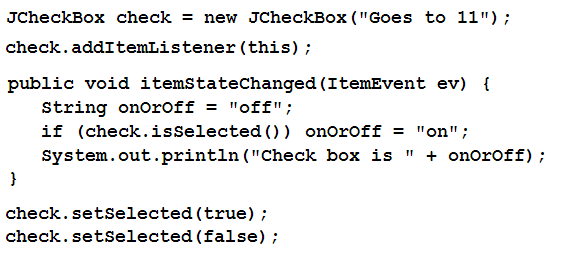 JCheckBox check = new JCheckBox("Goes to 11");
check.addItemListener(this);
public void itemStateChanged(ItemEvent ev) {
String onOrOff = "off";
if (check.isSelected()) onOrOff = "on";
System.out.println("Check box is " + onOrOff);
}
check.setSelected(true);
check.setSelected(false);